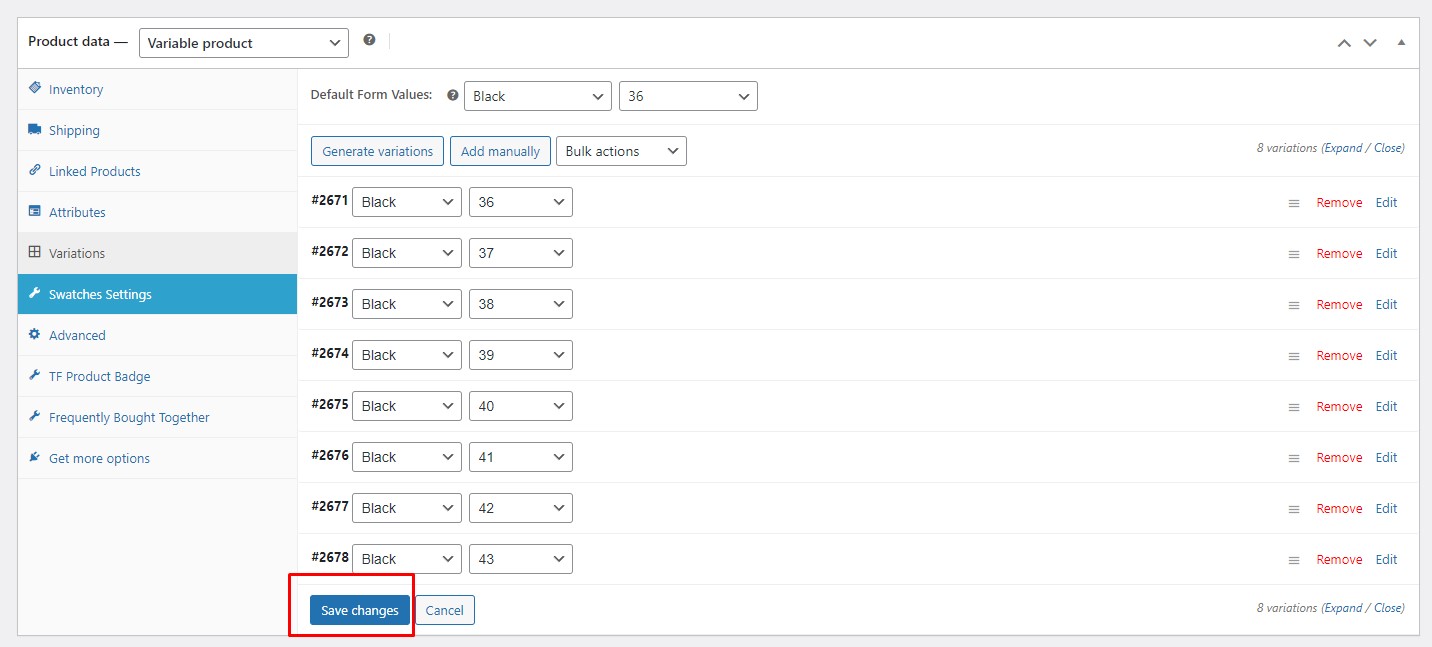 Product data — Variable product ?
Inventory
Shipping
Linked Products
Attributes
Variations
Swatches Settings
Advanced
TF Product Badge
Frequently Bought Together
Get more options
Default Form Values: ? Black 36
Generate variations Add manually Bulk actions 8 variations (Expand / Close)
#2671 Black 36 Remove Edit
#2672 Black 37 Remove Edit
#2673 Black 38 Remove Edit
#2674 Black 39 Remove Edit
#2675 Black 40 Remove Edit
#2676 Black 41 Remove Edit
#2677 Black 42 Remove Edit
#2678 Black 43 Remove Edit
Save changes Cancel 8 variations (Expand / Close)